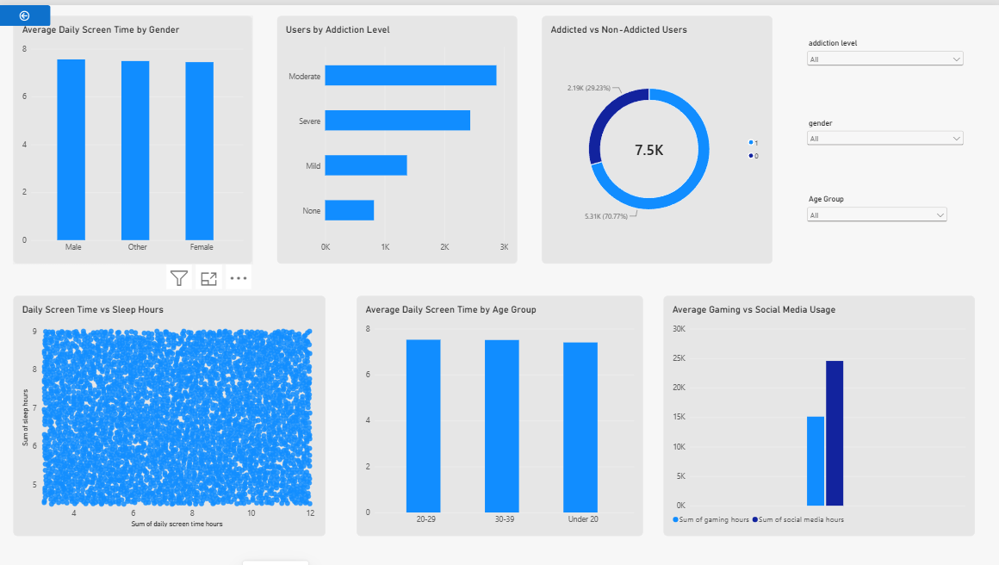 Average Daily Screen Time by Gender
8
6
4
2
0
Male Other Female
Users by Addiction Level
Moderate
Severe
Mild
None
0K 1K 2K 3K
Addicted vs Non-Addicted Users
2.19K (29.23%)
7.5K
5.31K (70.77%)
1
0
addiction level
All
gender
All
Age Group
All
Daily Screen Time vs Sleep Hours
Sum of sleep hours
9
8
7
6
5
4 6 8 10 12
Sum of daily screen time hours
Average Daily Screen Time by Age Group
8
6
4
2
0
20-29 30-39 Under 20
Average Gaming vs Social Media Usage
30K
25K
20K
15K
10K
5K
0K
Sum of gaming hours Sum of social media hours